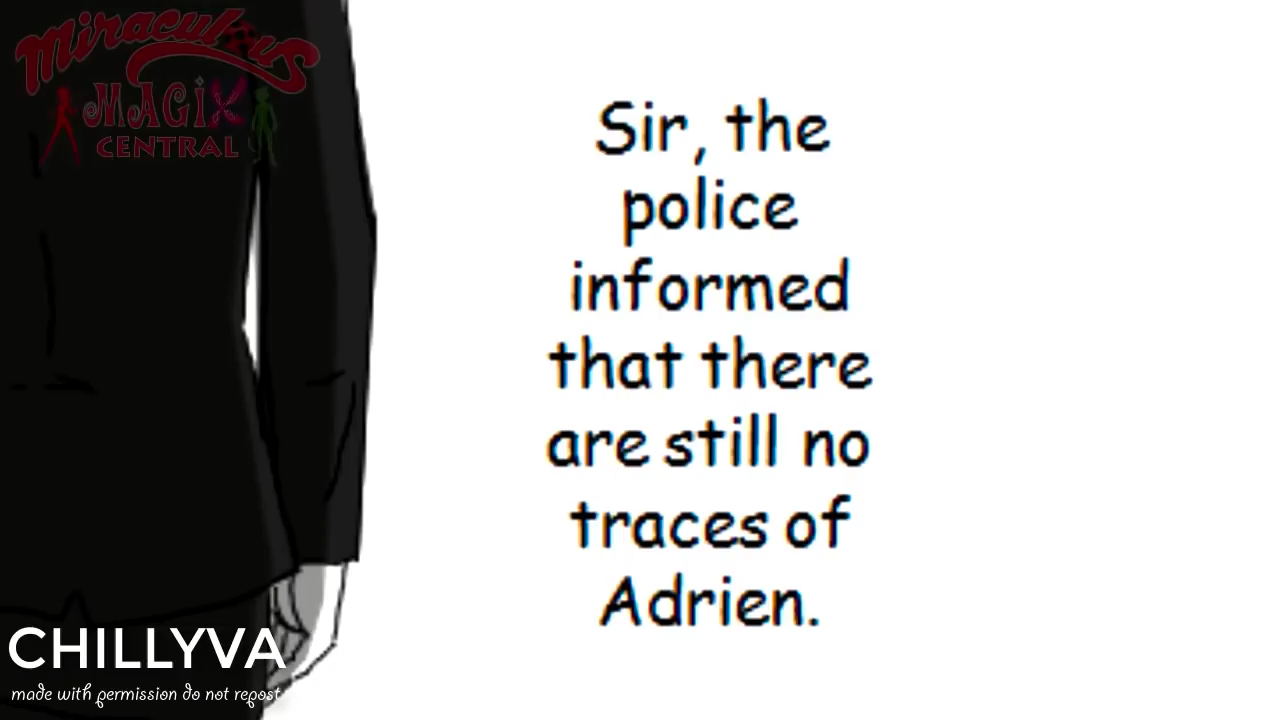 Miraculous
MAGiX
CENTRAL
Sir, the
police
informed
that there
are still no
traces of
Adrien.
CHILLYVA
made with permission do not repost